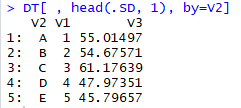 > DT[ , head(.SD, 1), by=V2]
   V2 V1       V3
1:  A  1 55.01497
2:  B  2 54.67571
3:  C  3 61.17639
4:  D  4 47.97351
5:  E  5 45.79657